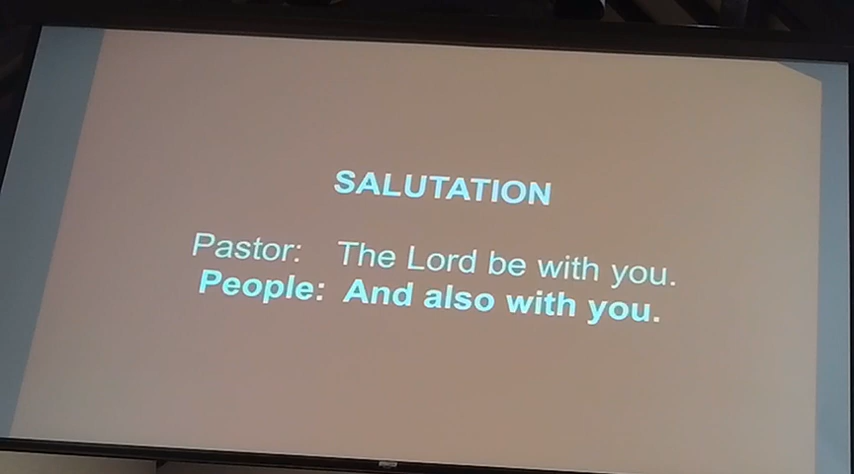 SALUTATION
Pastor: The Lord be with you.
People: And also with you.